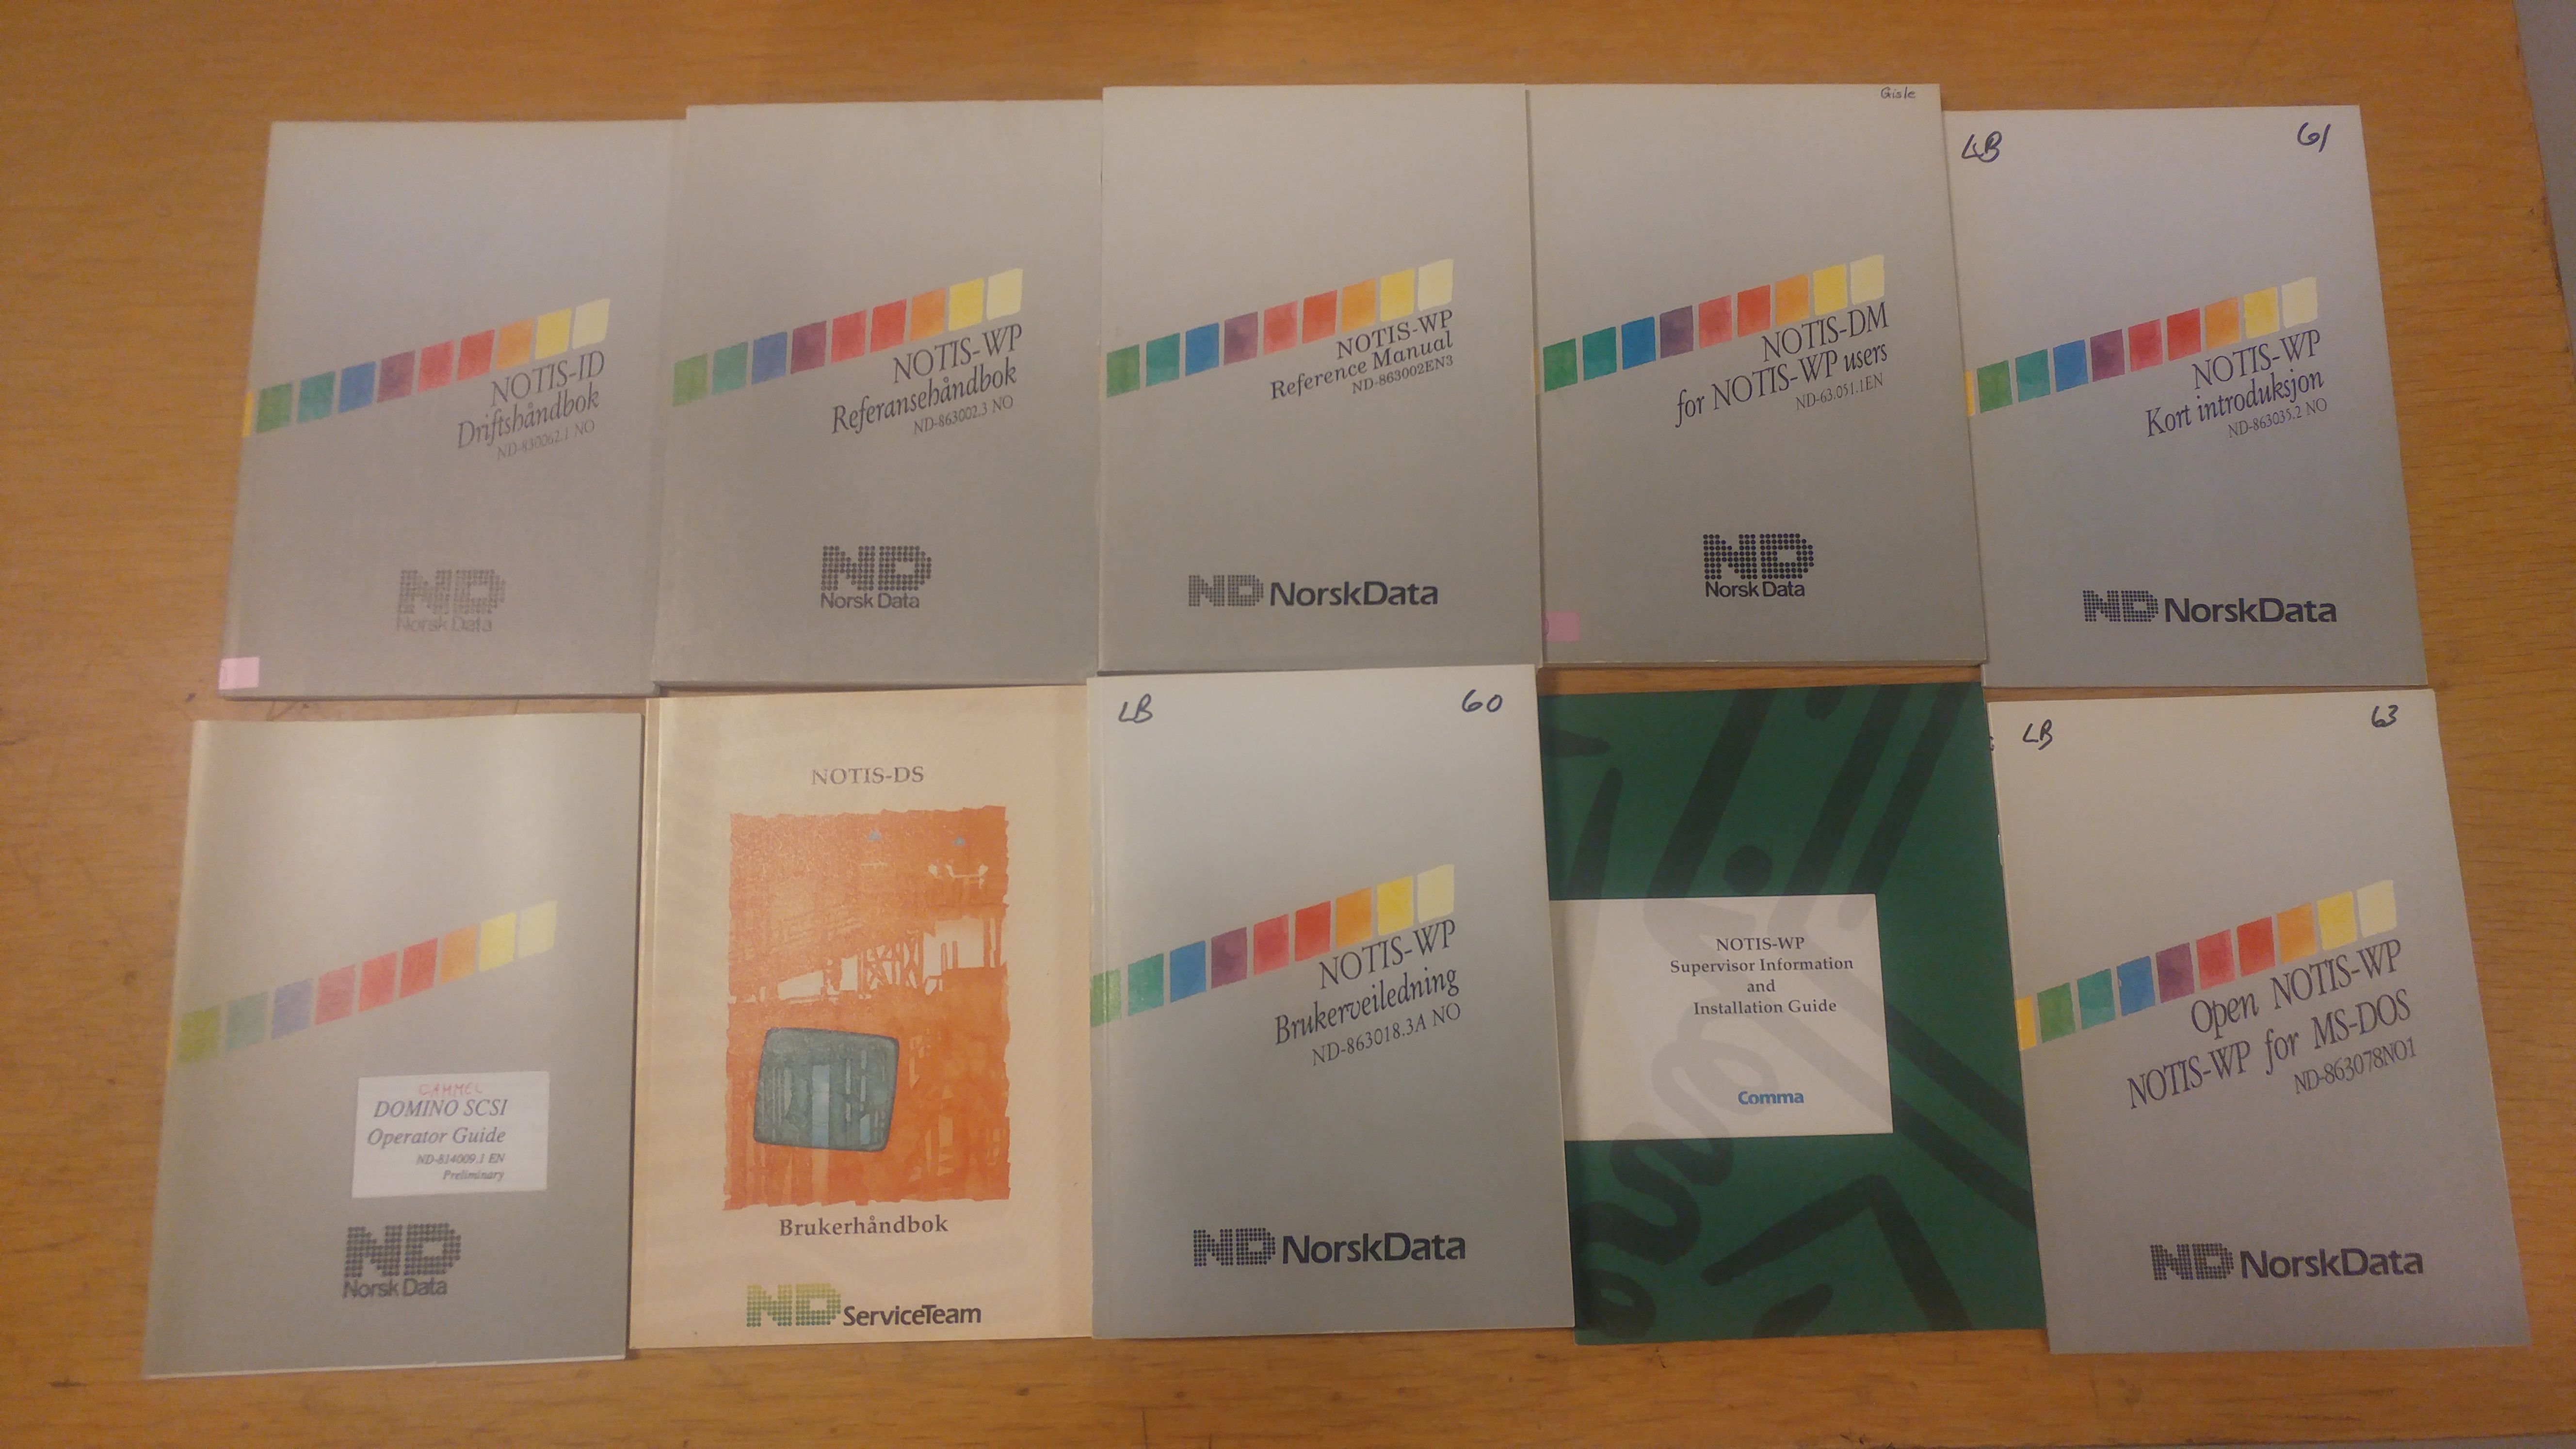 NOTIS-ID
Driftshåndbok
ND-830062.1 NO
ND
Norsk Data
NOTIS-WP
Referansehåndbok
ND-863002.3 NO
ND
Norsk Data
NOTIS-WP
Reference Manual
ND-863002EN3
ND NorskData
Gisle
NOTIS-DM
for NOTIS-WP users
ND-63.051.1EN
ND
Norsk Data
LB 61
NOTIS-WP
Kort introduksjon
ND-863035.2 NO
ND NorskData
GAMMEL
DOMINO SCSI
Operator Guide
ND-814009.1 EN
Preliminary
ND
Norsk Data
NOTIS-DS
Brukerhåndbok
ND ServiceTeam
LB 60
NOTIS-WP
Brukerveiledning
ND-863018.3A NO
ND NorskData
NOTIS-WP
Supervisor Information
and
Installation Guide
Comma
LB 63
Open NOTIS-WP
NOTIS-WP for MS-DOS
ND-863078NO1
ND NorskData